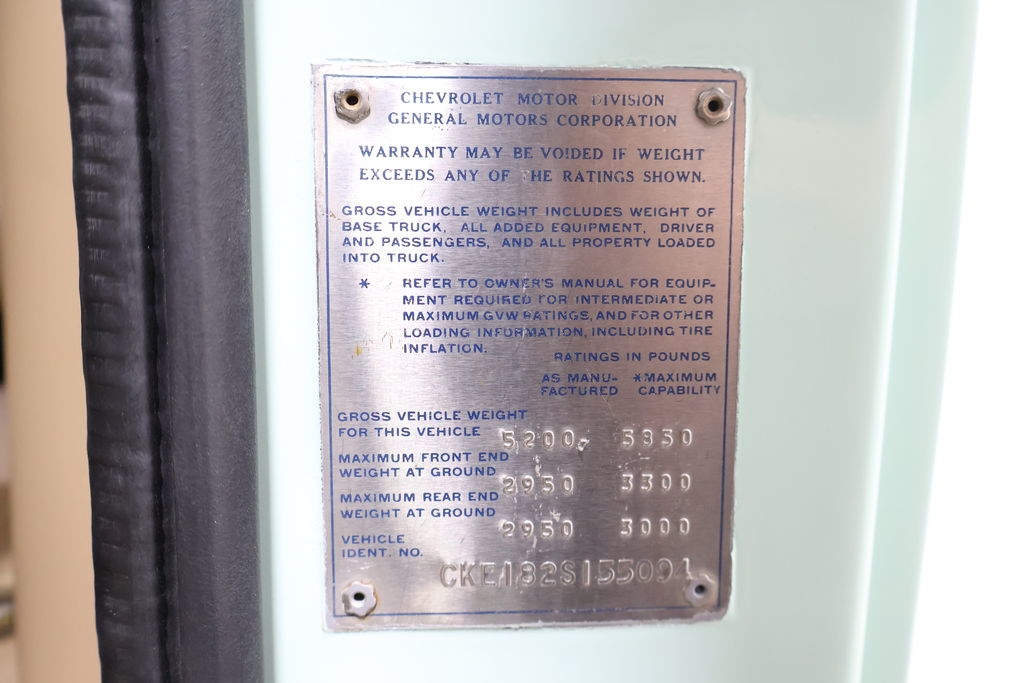 CHEVROLET MOTOR DIVISION
GENERAL MOTORS CORPORATION
WARRANTY MAY BE VOIDED IF WEIGHT
EXCEEDS ANY OF THE RATINGS SHOWN.
GROSS VEHICLE WEIGHT INCLUDES WEIGHT OF
BASE TRUCK, ALL ADDED EQUIPMENT, DRIVER
AND PASSENGERS, AND ALL PROPERTY LOADED
INTO TRUCK.
* REFER TO OWNER'S MANUAL FOR EQUIP-
MENT REQUIRED FOR INTERMEDIATE OR
MAXIMUM GVW RATINGS, AND FOR OTHER
LOADING INFORMATION, INCLUDING TIRE
INFLATION.
RATINGS IN POUNDS
AS MANU- *MAXIMUM
FACTURED CAPABILITY
GROSS VEHICLE WEIGHT
FOR THIS VEHICLE 5200 5850
MAXIMUM FRONT END
WEIGHT AT GROUND 2950 3300
MAXIMUM REAR END
WEIGHT AT GROUND 2950 3000
VEHICLE
IDENT. NO. CKE182S155094